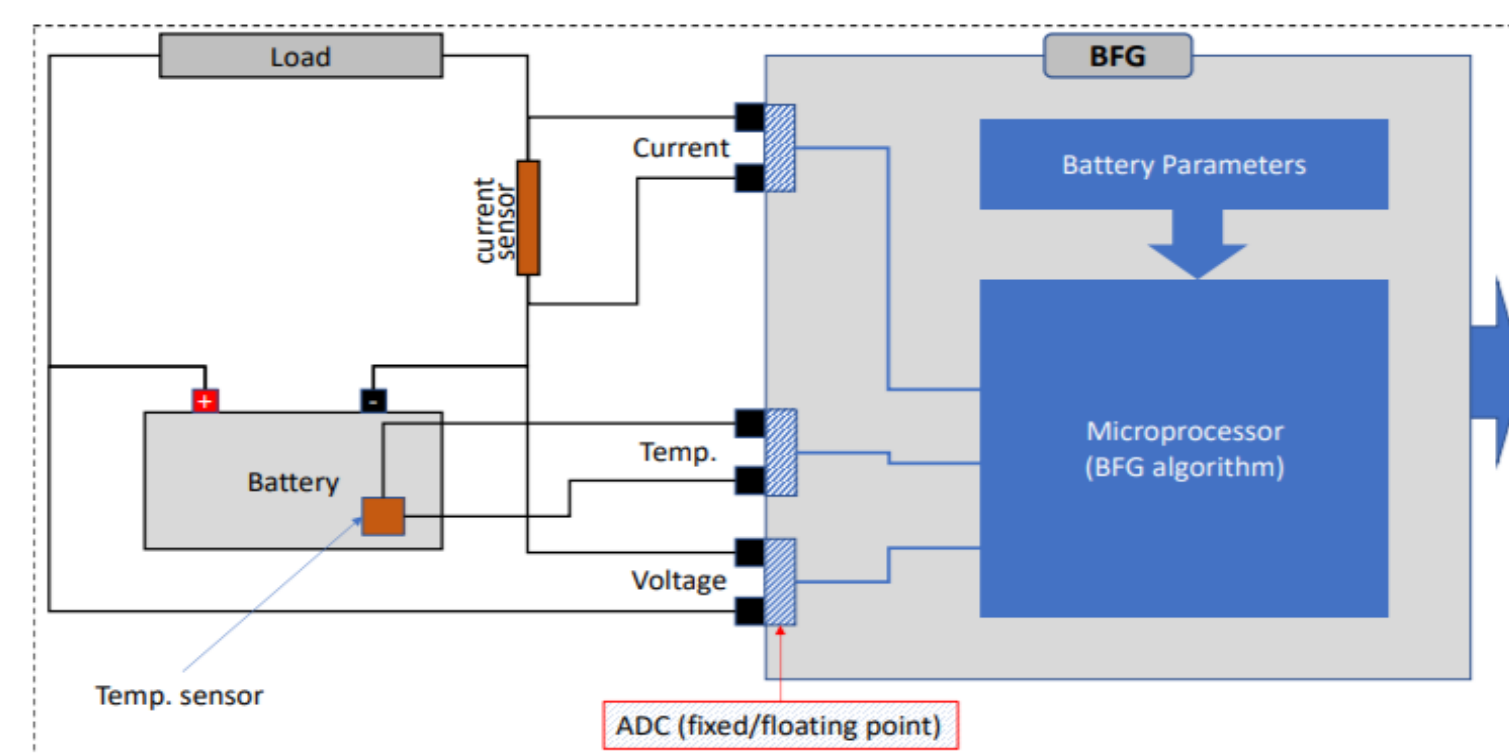 Load
BFG
Current
Battery Parameters
current
sensor
+
-
Microprocessor
(BFG algorithm)
Temp.
Battery
Voltage
Temp. sensor
ADC (fixed/floating point)